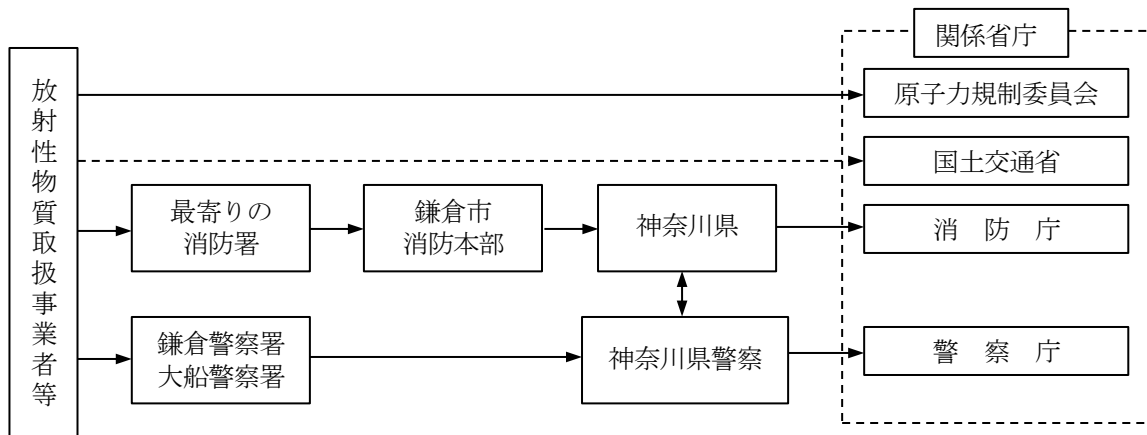 関係省庁
放射性物質取扱事業者等
原子力規制委員会
国土交通省
最寄りの
消防署
鎌倉市
消防本部
神奈川県
消　防　庁
鎌倉警察署
大船警察署
神奈川県警察
警　察　庁